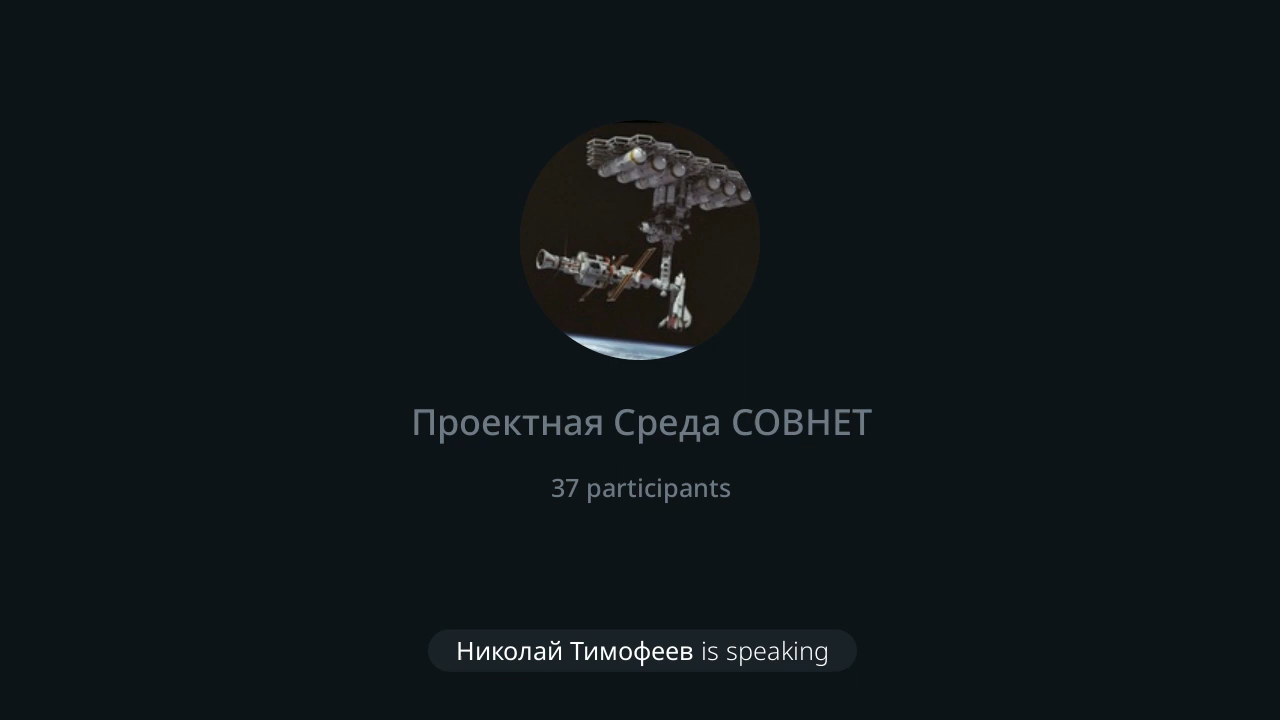 Проектная Среда СОВНЕТ
37 participants
Николай Тимофеев is speaking